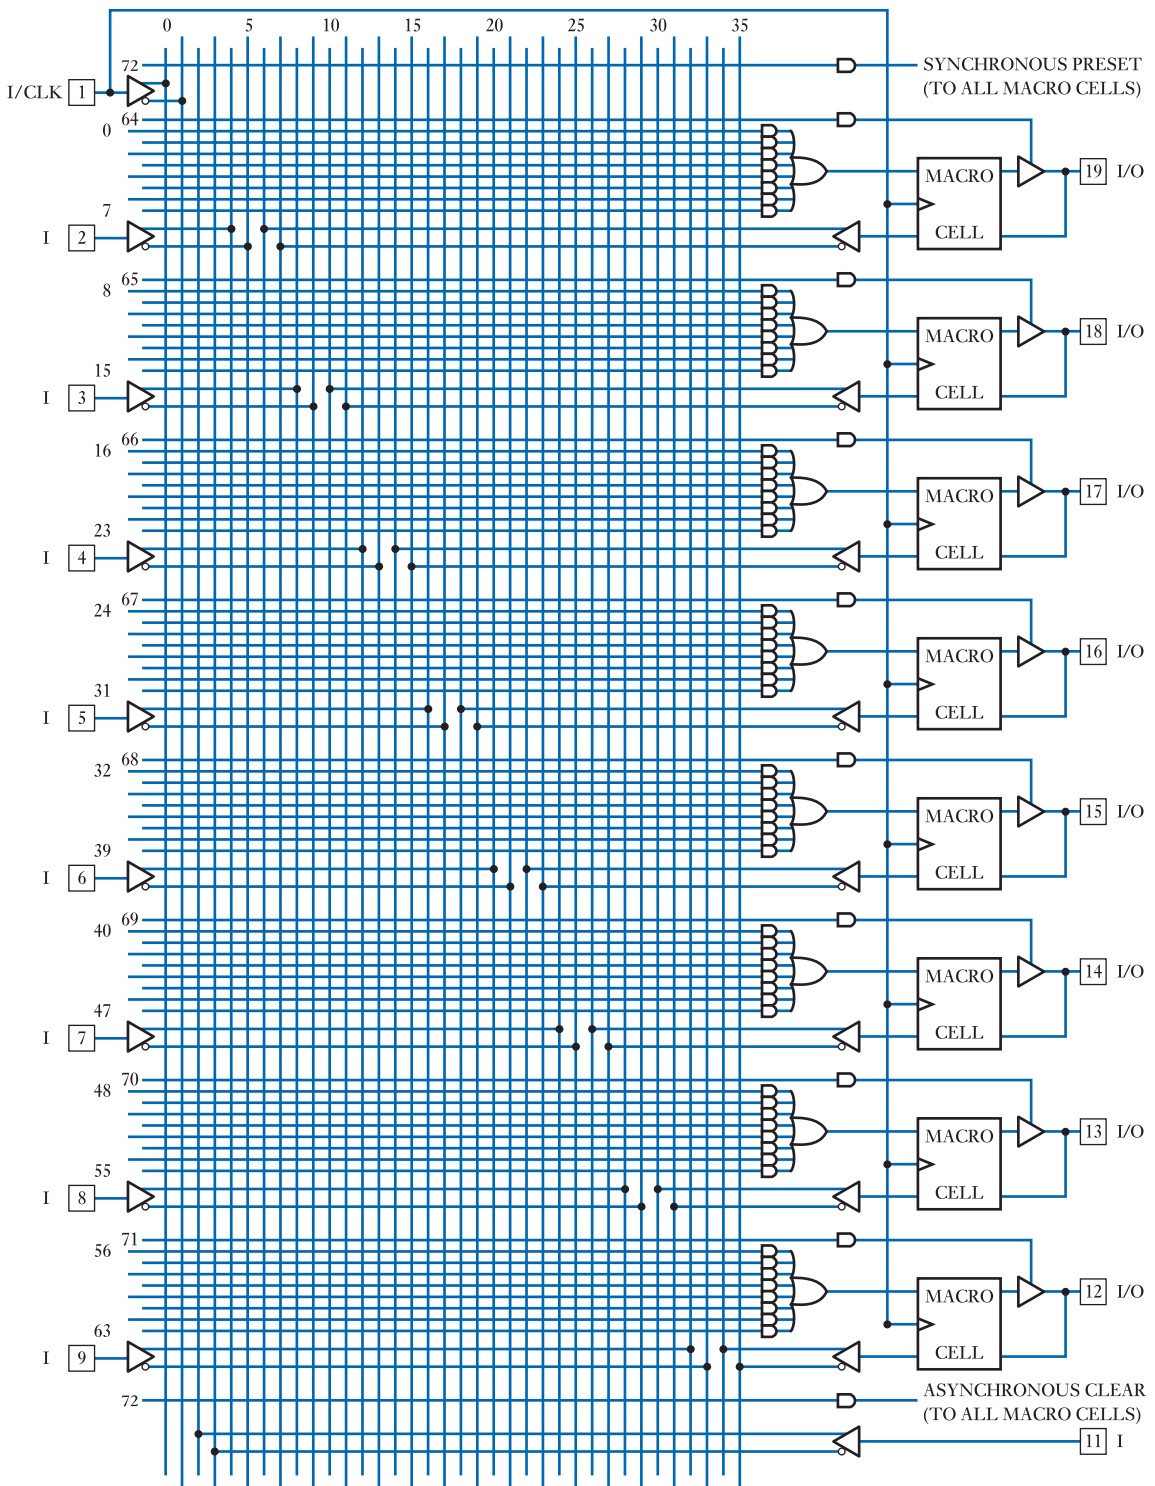 0 5 10 15 20 25 30 35
72 SYNCHRONOUS PRESET
I/CLK 1 (TO ALL MACRO CELLS)
64
0
MACRO 19 I/O
7
I 2 CELL
65
8
MACRO 18 I/O
15
I 3 CELL
66
16
MACRO 17 I/O
23
I 4 CELL
67
24
MACRO 16 I/O
31
I 5 CELL
68
32
MACRO 15 I/O
39
I 6 CELL
69
40
MACRO 14 I/O
47
I 7 CELL
70
48
MACRO 13 I/O
55
I 8 CELL
71
56
MACRO 12 I/O
63
I 9 CELL
72 ASYNCHRONOUS CLEAR
(TO ALL MACRO CELLS)
11 I